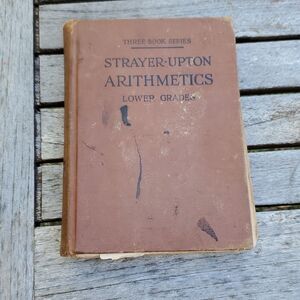 THREE-BOOK SERIES
STRAYER-UPTON
ARITHMETICS
LOWER GRADES